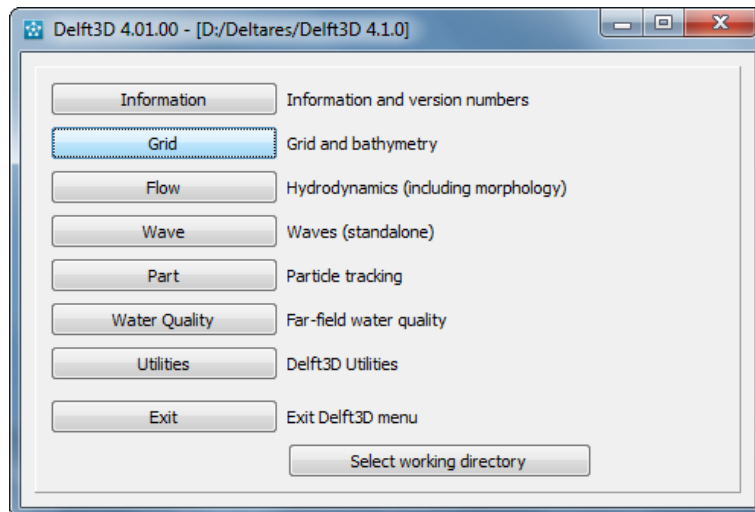 Delft3D 4.01.00 - [D:/Deltares/Delft3D 4.1.0]
Information Information and version numbers
Grid Grid and bathymetry
Flow Hydrodynamics (including morphology)
Wave Waves (standalone)
Part Particle tracking
Water Quality Far-field water quality
Utilities Delft3D Utilities
Exit Exit Delft3D menu
Select working directory